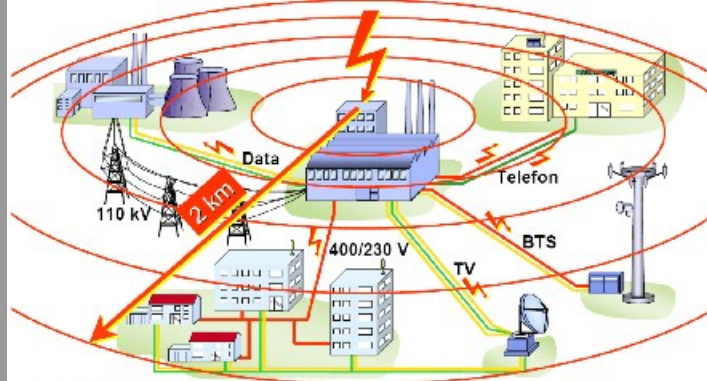 Data
Telefon
110 kV
2 km
400/230 V
BTS
TV